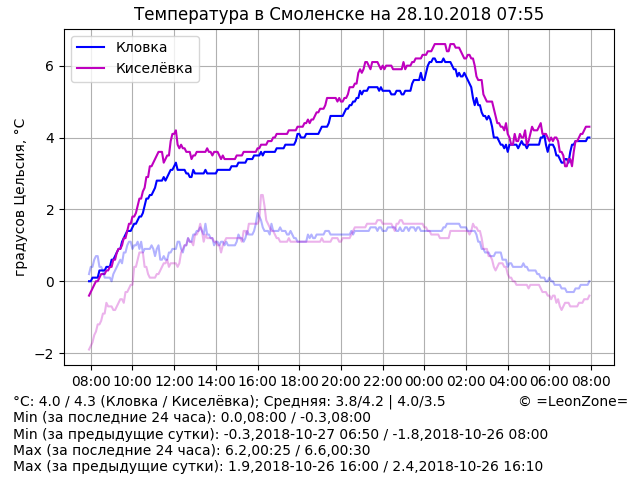 Температура в Смоленске на 28.10.2018 07:55
Кловка
Киселёвка
градусов Цельсия, °C
6
4
2
0
−2
08:00 10:00 12:00 14:00 16:00 18:00 20:00 22:00 00:00 02:00 04:00 06:00 08:00
°C: 4.0 / 4.3 (Кловка / Киселёвка); Средняя: 3.8/4.2 | 4.0/3.5 © =LeonZone=
Min (за последние 24 часа): 0.0,08:00 / -0.3,08:00
Min (за предыдущие сутки): -0.3,2018-10-27 06:50 / -1.8,2018-10-26 08:00
Max (за последние 24 часа): 6.2,00:25 / 6.6,00:30
Max (за предыдущие сутки): 1.9,2018-10-26 16:00 / 2.4,2018-10-26 16:10